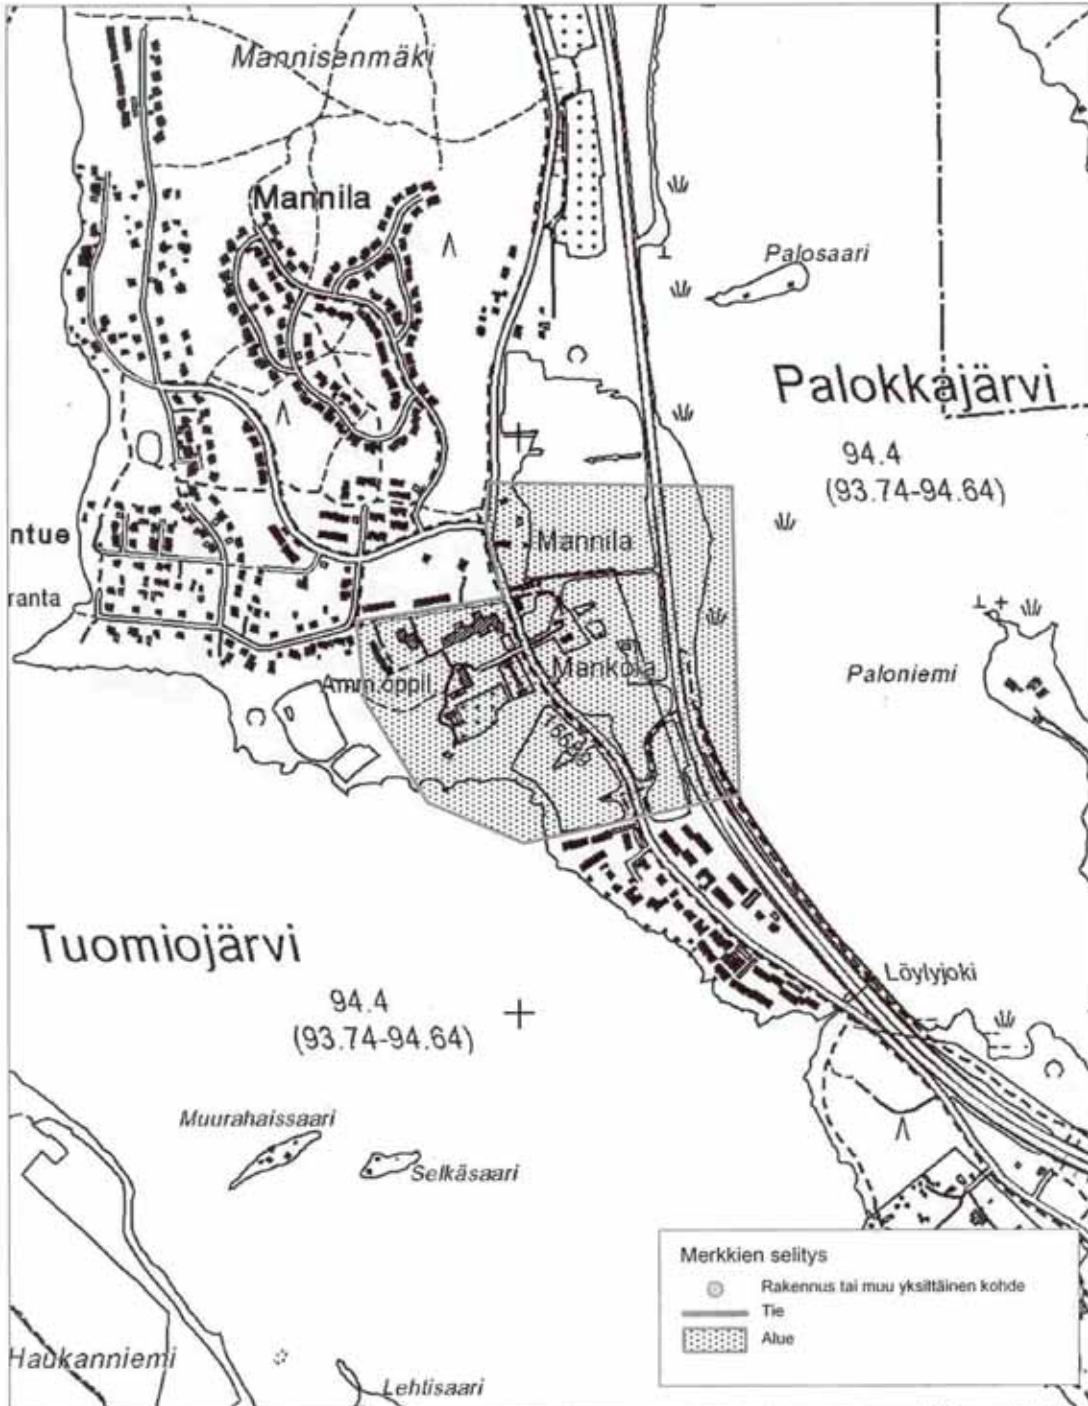 Mannisenmäki
Mannila
Palosaari
Palokkajärvi
94.4
(93.74-94.64)
ntue
Mannila
ranta
Mankola
Paloniemi
Amm.oppil.
Tuomiojärvi
Löylyjoki
94.4
(93.74-94.64)
Muurahaissaari
Selkäsaari
Merkkien selitys
Rakennus tai muu yksittäinen kohde
Tie
Alue
Haukanniemi
Lehtisaari